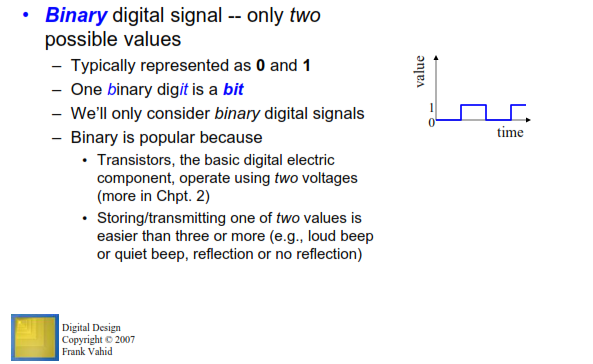 • Binary digital signal -- only two
possible values
– Typically represented as 0 and 1
– One binary digit is a bit
– We'll only consider binary digital signals
– Binary is popular because
• Transistors, the basic digital electric
component, operate using two voltages
(more in Chpt. 2)
• Storing/transmitting one of two values is
easier than three or more (e.g., loud beep
or quiet beep, reflection or no reflection)
value
1
0
time
Digital Design
Copyright © 2007
Frank Vahid